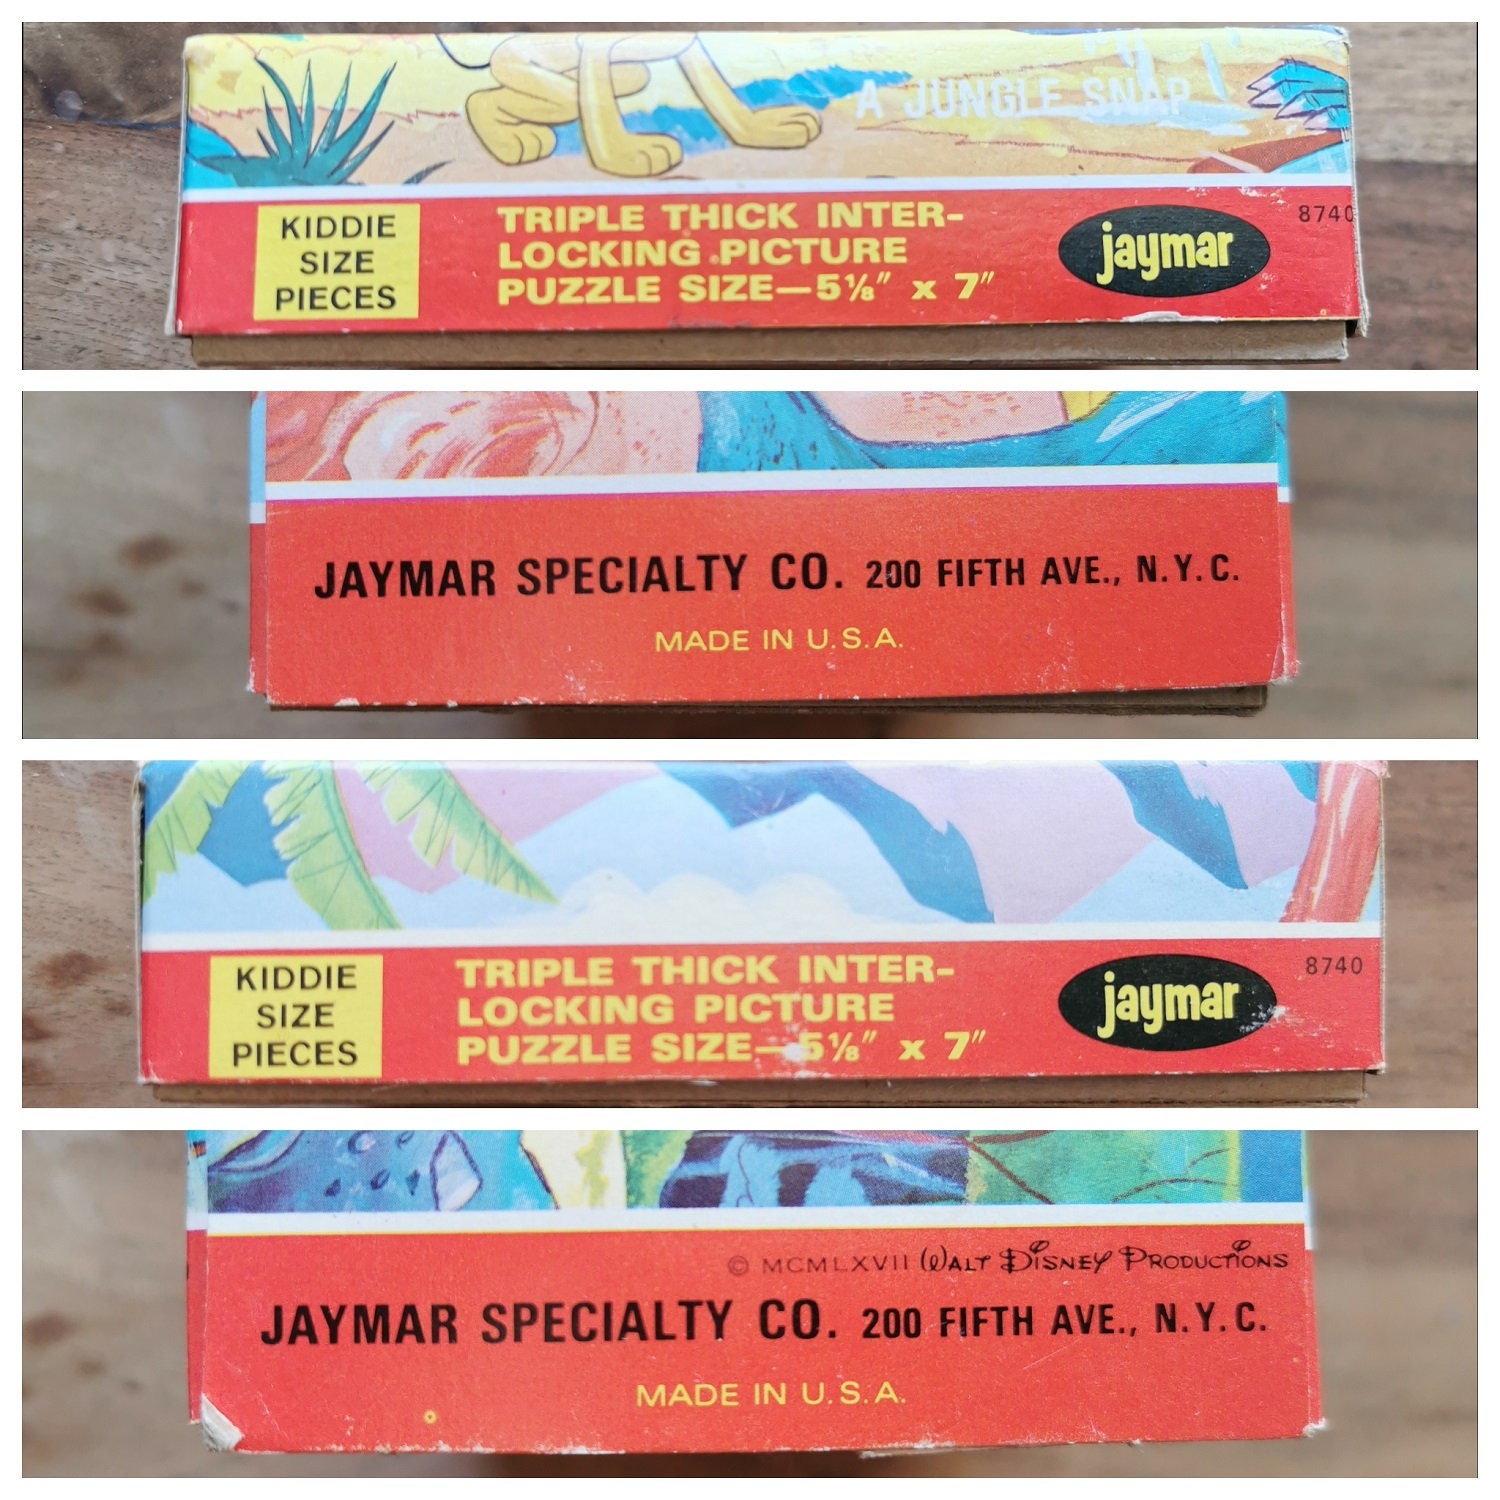 A JUNGLE SNAP
KIDDIE
SIZE
PIECES
TRIPLE THICK INTER-
LOCKING PICTURE
PUZZLE SIZE—5⅛" x 7"
jaymar
8740
JAYMAR SPECIALTY CO. 200 FIFTH AVE., N.Y.C.
MADE IN U.S.A.
KIDDIE
SIZE
PIECES
TRIPLE THICK INTER-
LOCKING PICTURE
PUZZLE SIZE—5⅛" x 7"
jaymar
8740
© MCMLXVII WALT DISNEY PRODUCTIONS
JAYMAR SPECIALTY CO. 200 FIFTH AVE., N.Y.C.
MADE IN U.S.A.